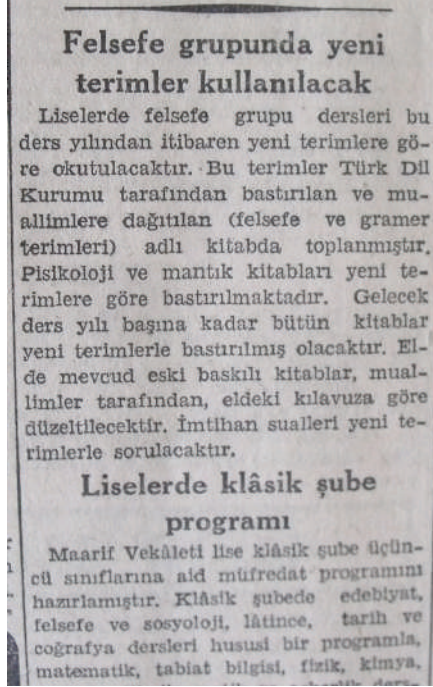 Felsefe grupunda yeni
terimler kullanılacak
Liselerde felsefe grupu dersleri bu
ders yılından itibaren yeni terimlere gö-
re okutulacaktır. Bu terimler Türk Dil
Kurumu tarafından bastırılan ve mu-
allimlere dağıtılan (felsefe ve gramer
terimleri) adlı kitabda toplanmıştır.
Pisikoloji ve mantık kitabları yeni te-
rimlere göre bastırılmaktadır. Gelecek
ders yılı başına kadar bütün kitablar
yeni terimlerle bastırılmış olacaktır. El-
de mevcud eski baskılı kitablar, mual-
limler tarafından, eldeki kılavuza göre
düzeltilecektir. İmtihan sualleri yeni te-
rimlerle sorulacaktır.
Liselerde klâsik şube
programı
Maarif Vekâleti lise klâsik şube üçün-
cü sınıflarına aid müfredat programını
hazırlamıştır. Klâsik şubede edebiyat,
felsefe ve sosyoloji, lâtince, tarih ve
coğrafya dersleri hususi bir programla,
matematik, tabiat bilgisi, fizik, kimya,